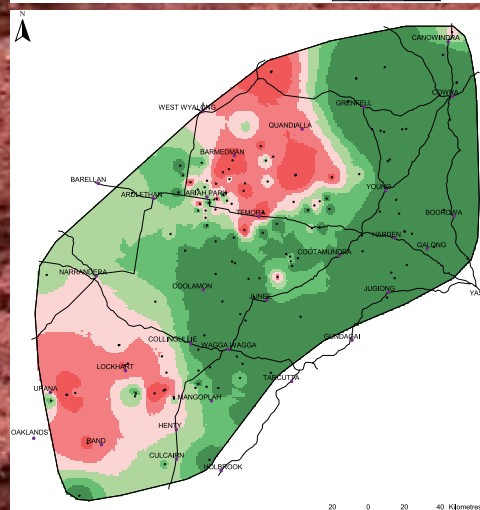 N
CANOWINDRA
COWRA
WEST WYALONG
GRENFELL
QUANDIALLA
BARMEDMAN
BARELLAN
YOUNG
ARDLETHAN
ARIAH PARK
TEMORA
BOOROWA
HARDEN
GALONG
COOTAMUNDRA
NARRANDERA
COOLAMON
JUNEE
JUGIONG
GUNDAGAI
COLLINGULLIE
WAGGA WAGGA
LOCKHART
TARCUTTA
URANA
MANGOPLAH
OAKLANDS
RAND
HENTY
CULCAIRN
HOLBROOK
20 0 20 40 Kilometres